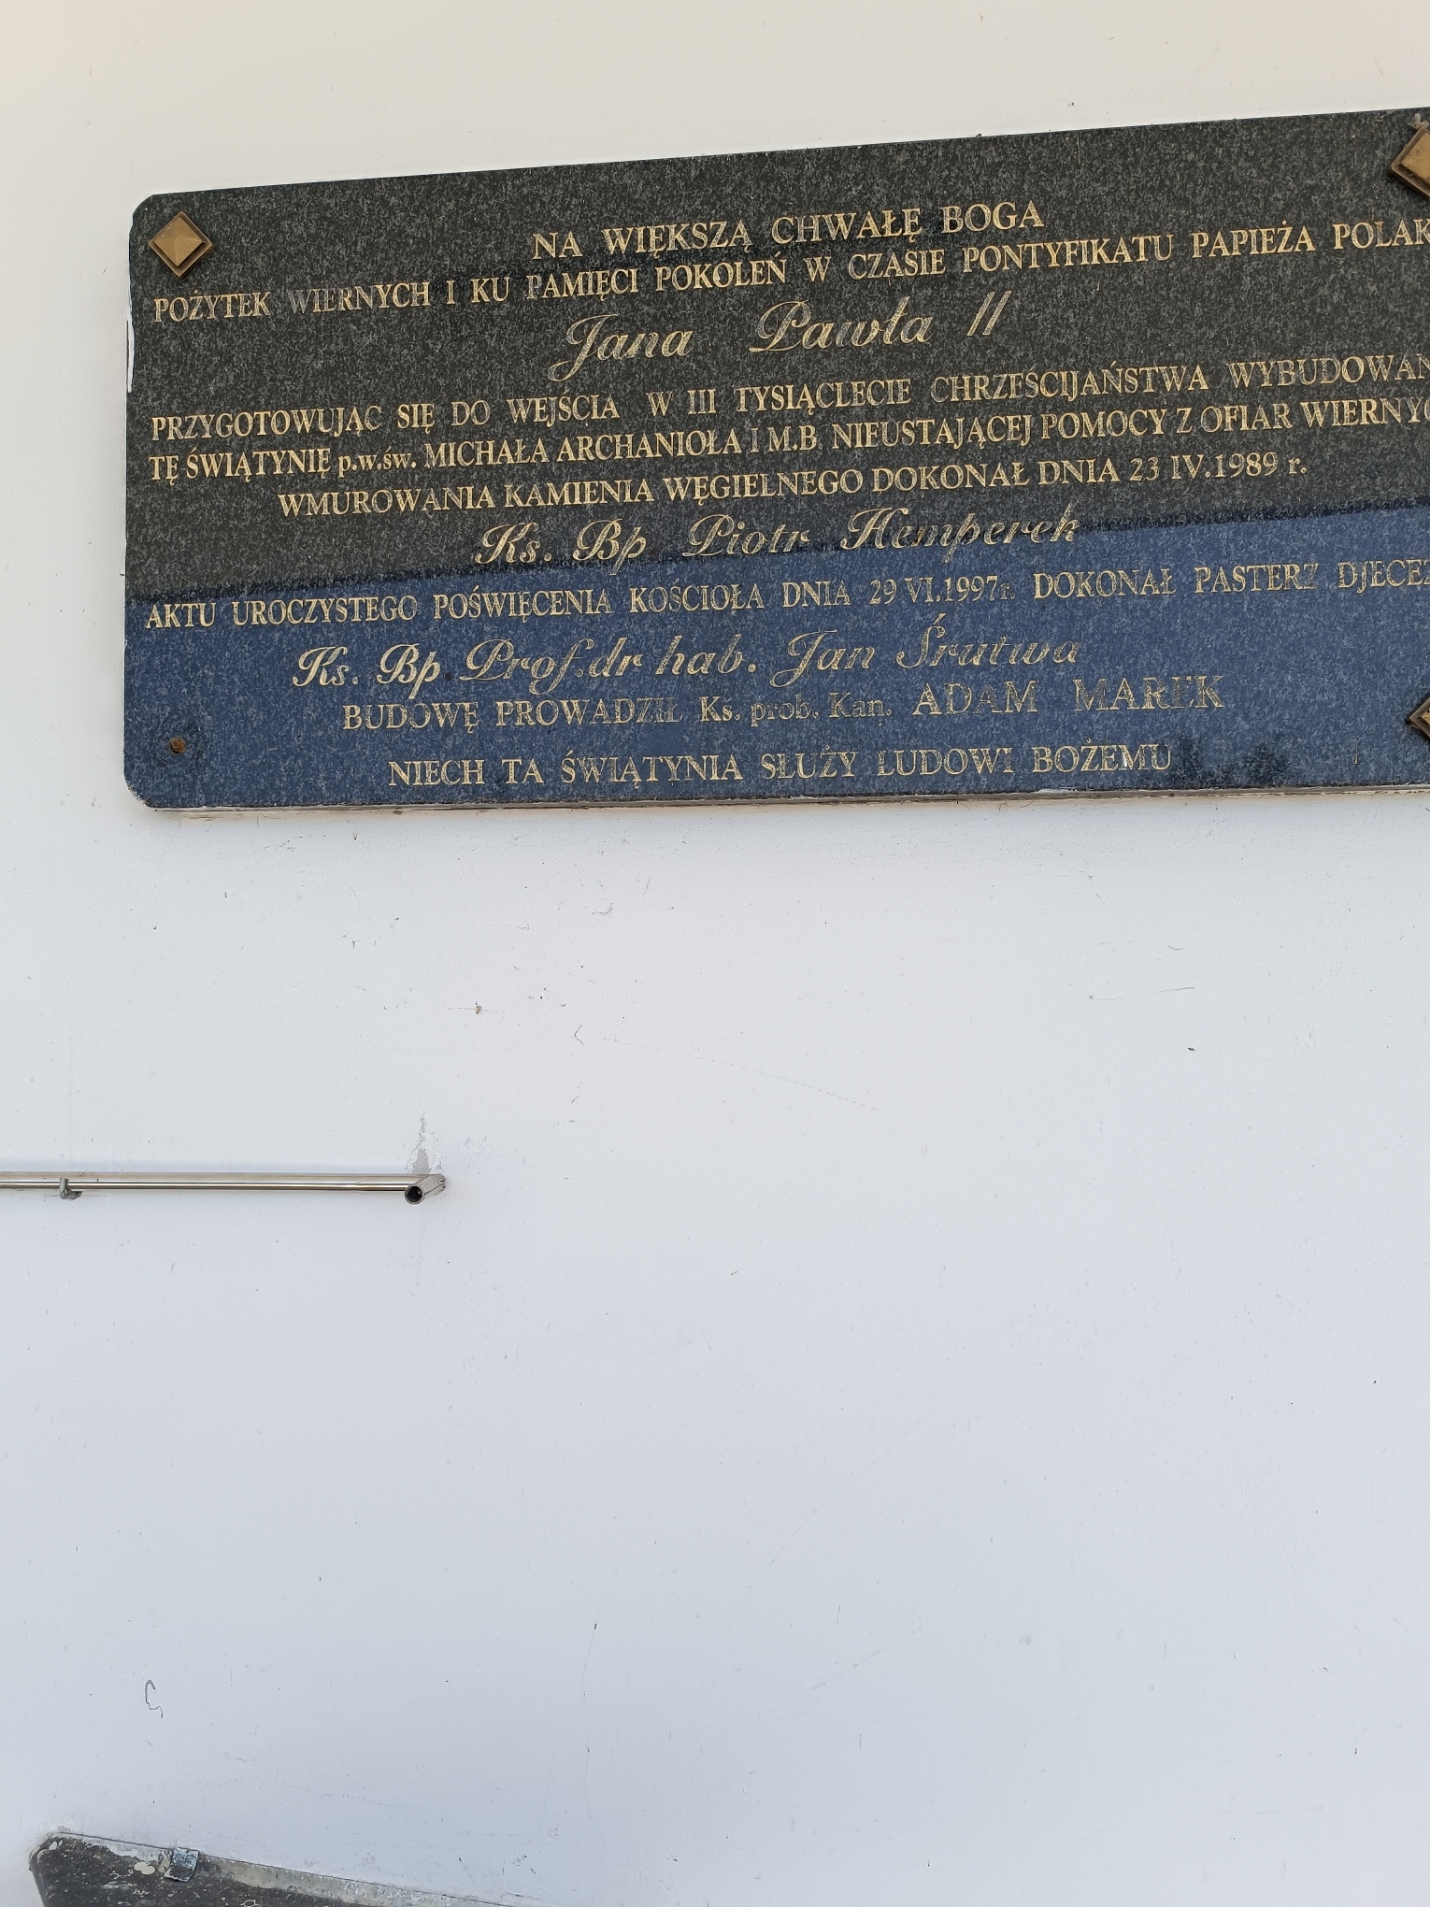 NA WIĘKSZĄ CHWAŁĘ BOGA
POŻYTEK WIERNYCH I KU PAMIĘCI POKOLEŃ W CZASIE PONTYFIKATU PAPIEŻA POLAK
Jana Pawła II
PRZYGOTOWUJĄC SIĘ DO WEJŚCIA W III TYSIĄCLECIE CHRZEŚCIJAŃSTWA WYBUDOWAN
TĘ ŚWIĄTYNIĘ p.w.św. MICHAŁA ARCHANIOŁA I M.B NIEUSTAJĄCEJ POMOCY Z OFIAR WIERNYC
WMUROWANIA KAMIENIA WĘGIELNEGO DOKONAŁ DNIA 23 IV.1989 r.
Ks. Bp Piotr Hemperek
AKTU UROCZYSTEGO POŚWIĘCENIA KOŚCIOŁA DNIA 29 VI.1997r. DOKONAŁ PASTERZ DJECEZ
Ks. Bp Prof.dr hab. Jan Śrutwa
BUDOWĘ PROWADZIŁ Ks. prob. Kan. ADAM MAREK
NIECH TA ŚWIĄTYNIA SŁUŻY LUDOWI BOŻEMU